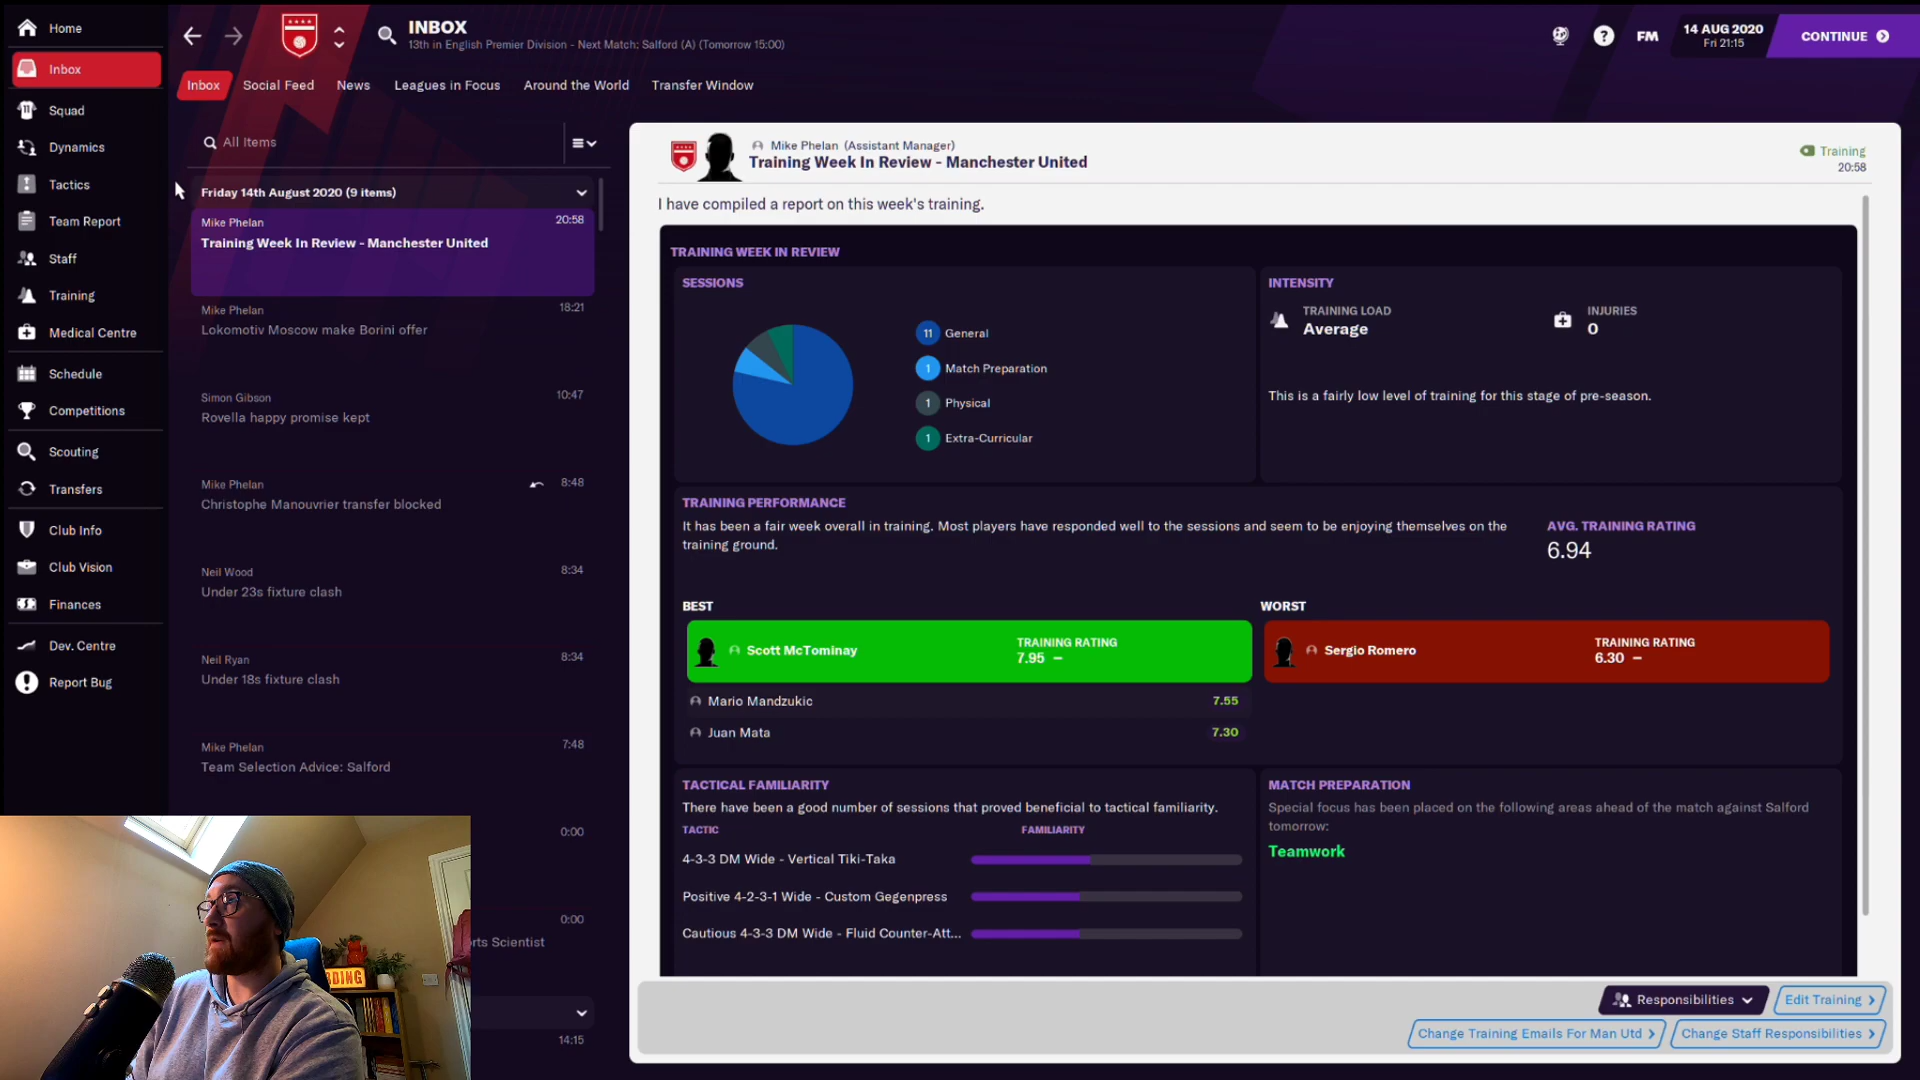 Home
Inbox
Squad
Dynamics
Tactics
Team Report
Staff
Training
Medical Centre
Schedule
Competitions
Scouting
Transfers
Club Info
Club Vision
Finances
Dev. Centre
Report Bug
INBOX
13th in English Premier Division - Next Match: Salford (A) (Tomorrow 15:00)
FM
14 AUG 2020
Fri 21:15
CONTINUE
Inbox
Social Feed
News
Leagues in Focus
Around the World
Transfer Window
All Items
Friday 14th August 2020 (9 items)
Mike Phelan 20:58
Training Week In Review - Manchester United
Mike Phelan 18:21
Lokomotiv Moscow make Borini offer
Simon Gibson 10:47
Rovella happy promise kept
Mike Phelan 8:48
Christophe Manouvrier transfer blocked
Neil Wood 8:34
Under 23s fixture clash
Neil Ryan 8:34
Under 18s fixture clash
Mike Phelan 7:48
Team Selection Advice: Salford
0:00
0:00
rts Scientist
14:15
DING
Mike Phelan (Assistant Manager)
Training Week In Review - Manchester United
Training
20:58
I have compiled a report on this week's training.
TRAINING WEEK IN REVIEW
SESSIONS
11 General
1 Match Preparation
1 Physical
1 Extra-Curricular
INTENSITY
TRAINING LOAD
Average
INJURIES
0
This is a fairly low level of training for this stage of pre-season.
TRAINING PERFORMANCE
It has been a fair week overall in training. Most players have responded well to the sessions and seem to be enjoying themselves on the
training ground.
AVG. TRAINING RATING
6.94
BEST
Scott McTominay
TRAINING RATING
7.95 –
Mario Mandzukic 7.55
Juan Mata 7.30
WORST
Sergio Romero
TRAINING RATING
6.30 –
TACTICAL FAMILIARITY
There have been a good number of sessions that proved beneficial to tactical familiarity.
TACTIC FAMILIARITY
4-3-3 DM Wide - Vertical Tiki-Taka
Positive 4-2-3-1 Wide - Custom Gegenpress
Cautious 4-3-3 DM Wide - Fluid Counter-Att...
MATCH PREPARATION
Special focus has been placed on the following areas ahead of the match against Salford
tomorrow:
Teamwork
Responsibilities
Edit Training >
Change Training Emails For Man Utd >
Change Staff Responsibilities >